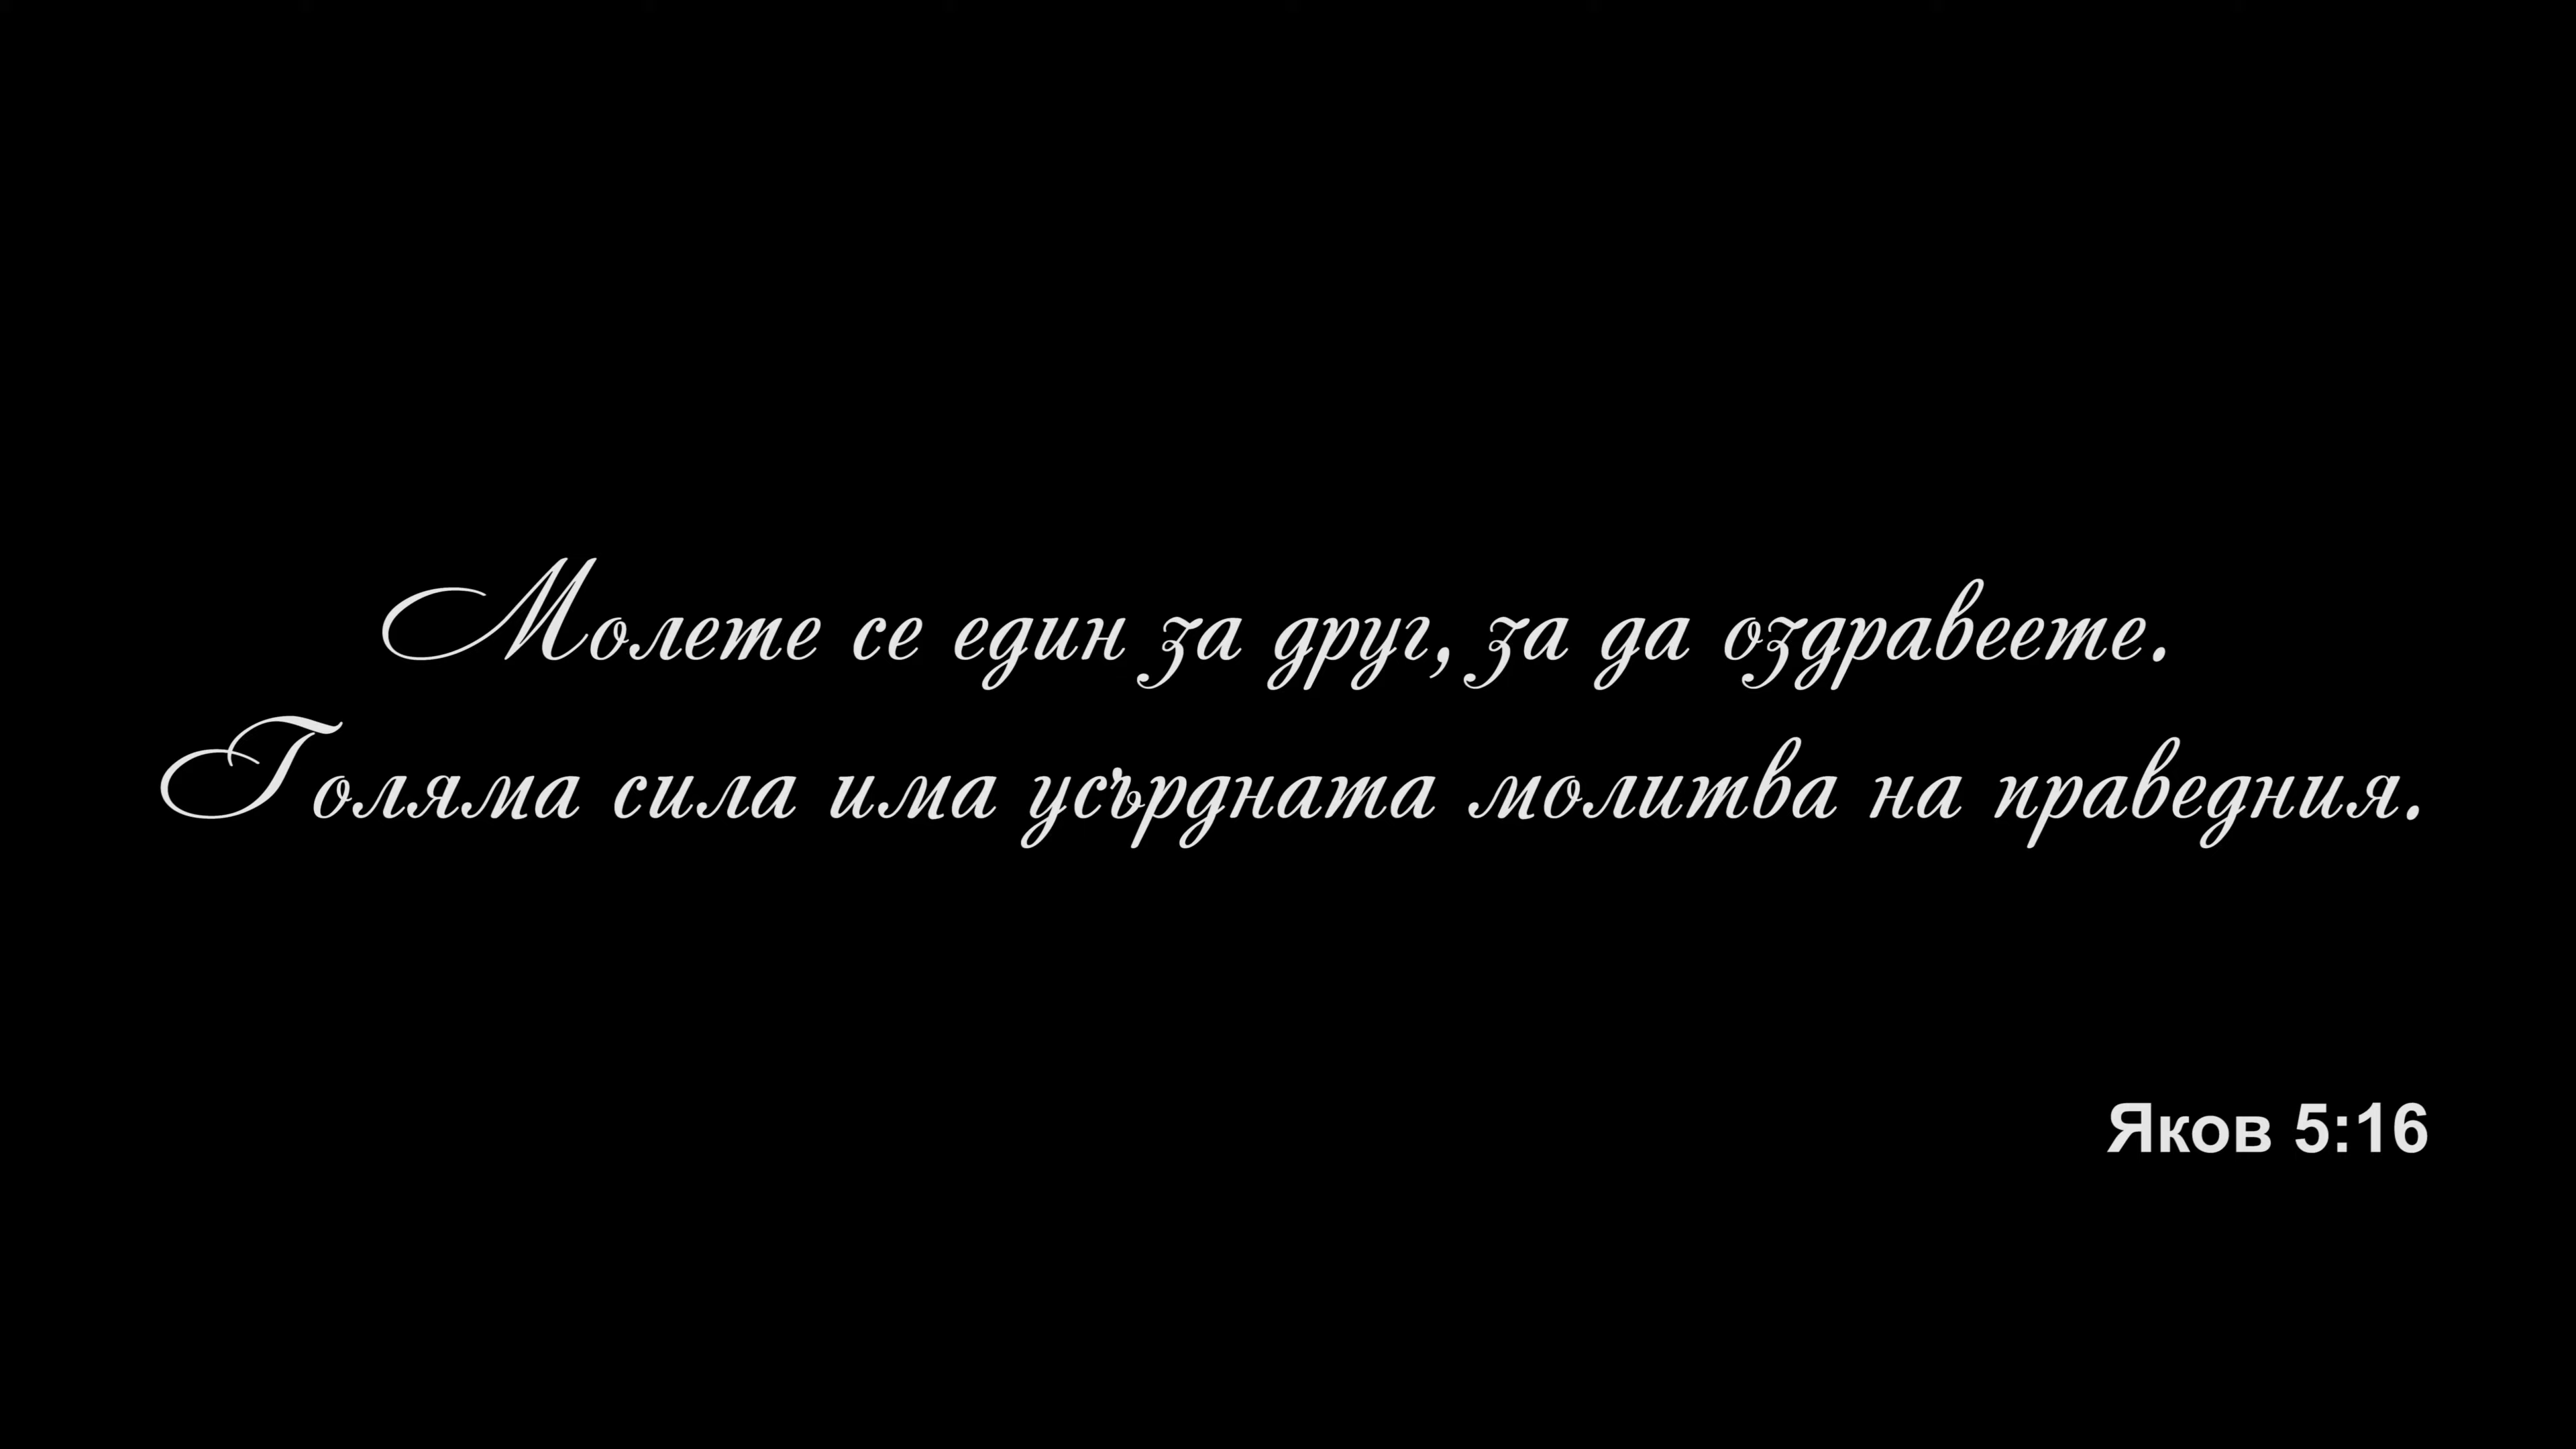 Молете се един за друг, за да оздравеете.
Голяма сила има усърдната молитва на праведния.
Яков 5:16